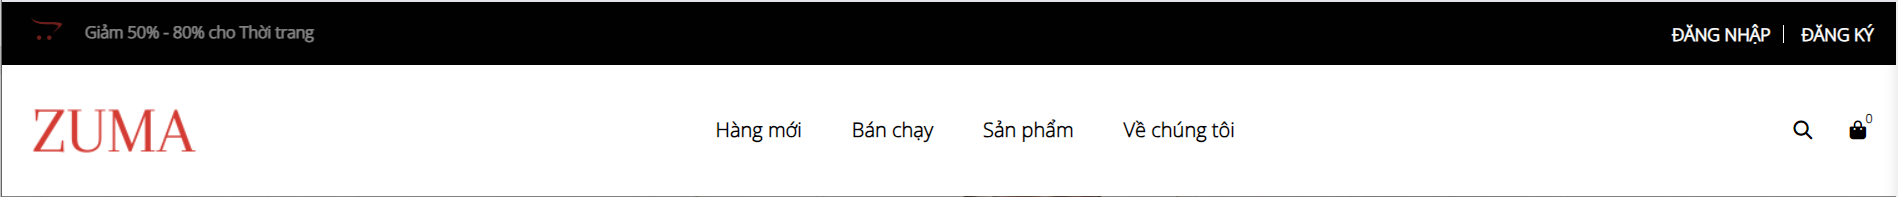 Giảm 50% - 80% cho Thời trang
ĐĂNG NHẬP | ĐĂNG KÝ
ZUMA
Hàng mới Bán chạy Sản phẩm Về chúng tôi
0